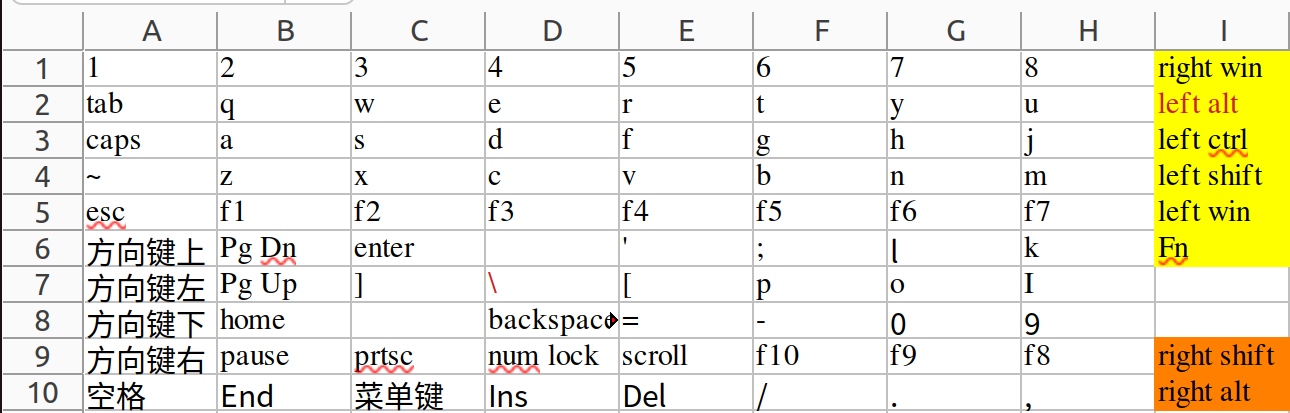 A B C D E F G H I
1 1 2 3 4 5 6 7 8 right win
2 tab q w e r t y u left alt
3 caps a s d f g h j left ctrl
4 ~ z x c v b n m left shift
5 esc f1 f2 f3 f4 f5 f6 f7 left win
6 方向键上 Pg Dn enter ' ; l k Fn
7 方向键左 Pg Up ] \ [ p o I
8 方向键下 home backspace = - 0 9
9 方向键右 pause prtsc num lock scroll f10 f9 f8 right shift
10 空格 End 菜单键 Ins Del / . , right alt